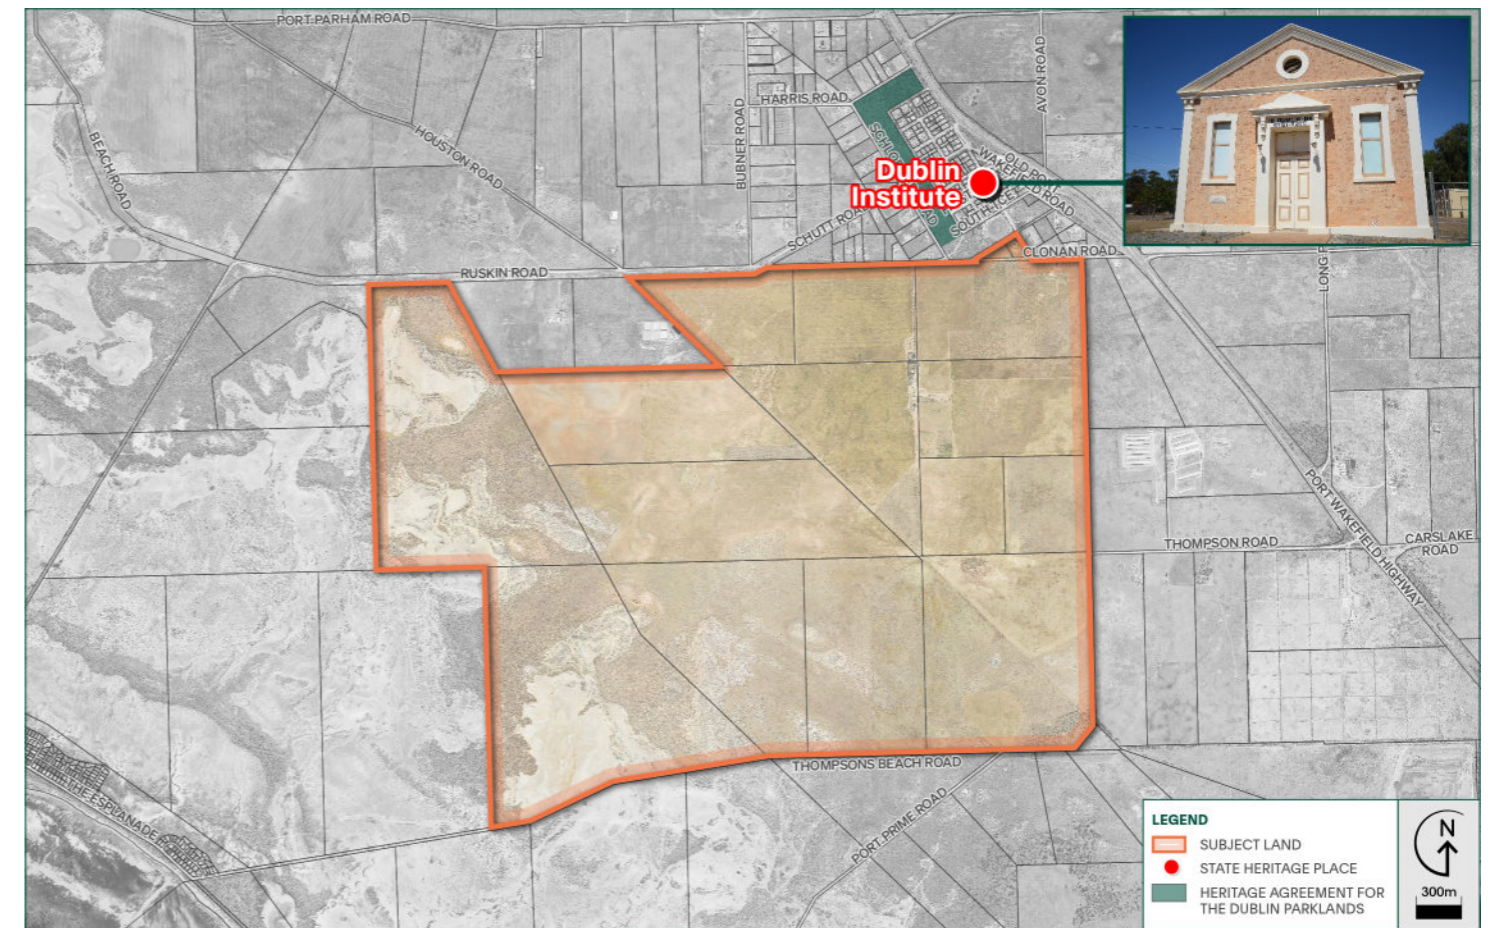 PORT PARHAM ROAD
AVON ROAD
HARRIS ROAD
BUBNER ROAD
BEACH ROAD
HOUSTON ROAD
OLD PORT
WAKEFIELD ROAD
Dublin
Institute
SCHUTT ROAD
CLONAN ROAD
RUSKIN ROAD
PORT WAKEFIELD HIGHWAY
THOMPSON ROAD
CARSLAKE
ROAD
THOMPSONS BEACH ROAD
PORT PRIME ROAD
THE ESPLANADE
LEGEND
SUBJECT LAND
STATE HERITAGE PLACE
HERITAGE AGREEMENT FOR
THE DUBLIN PARKLANDS
N
300m